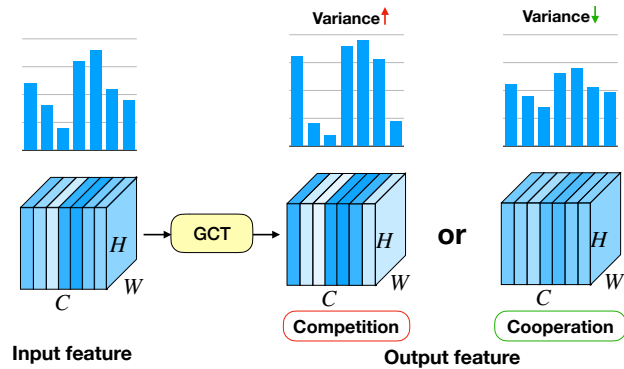 Variance↑
Variance↓
GCT
or
H
W
C
H
W
C
H
W
C
Competition
Cooperation
Input feature
Output feature